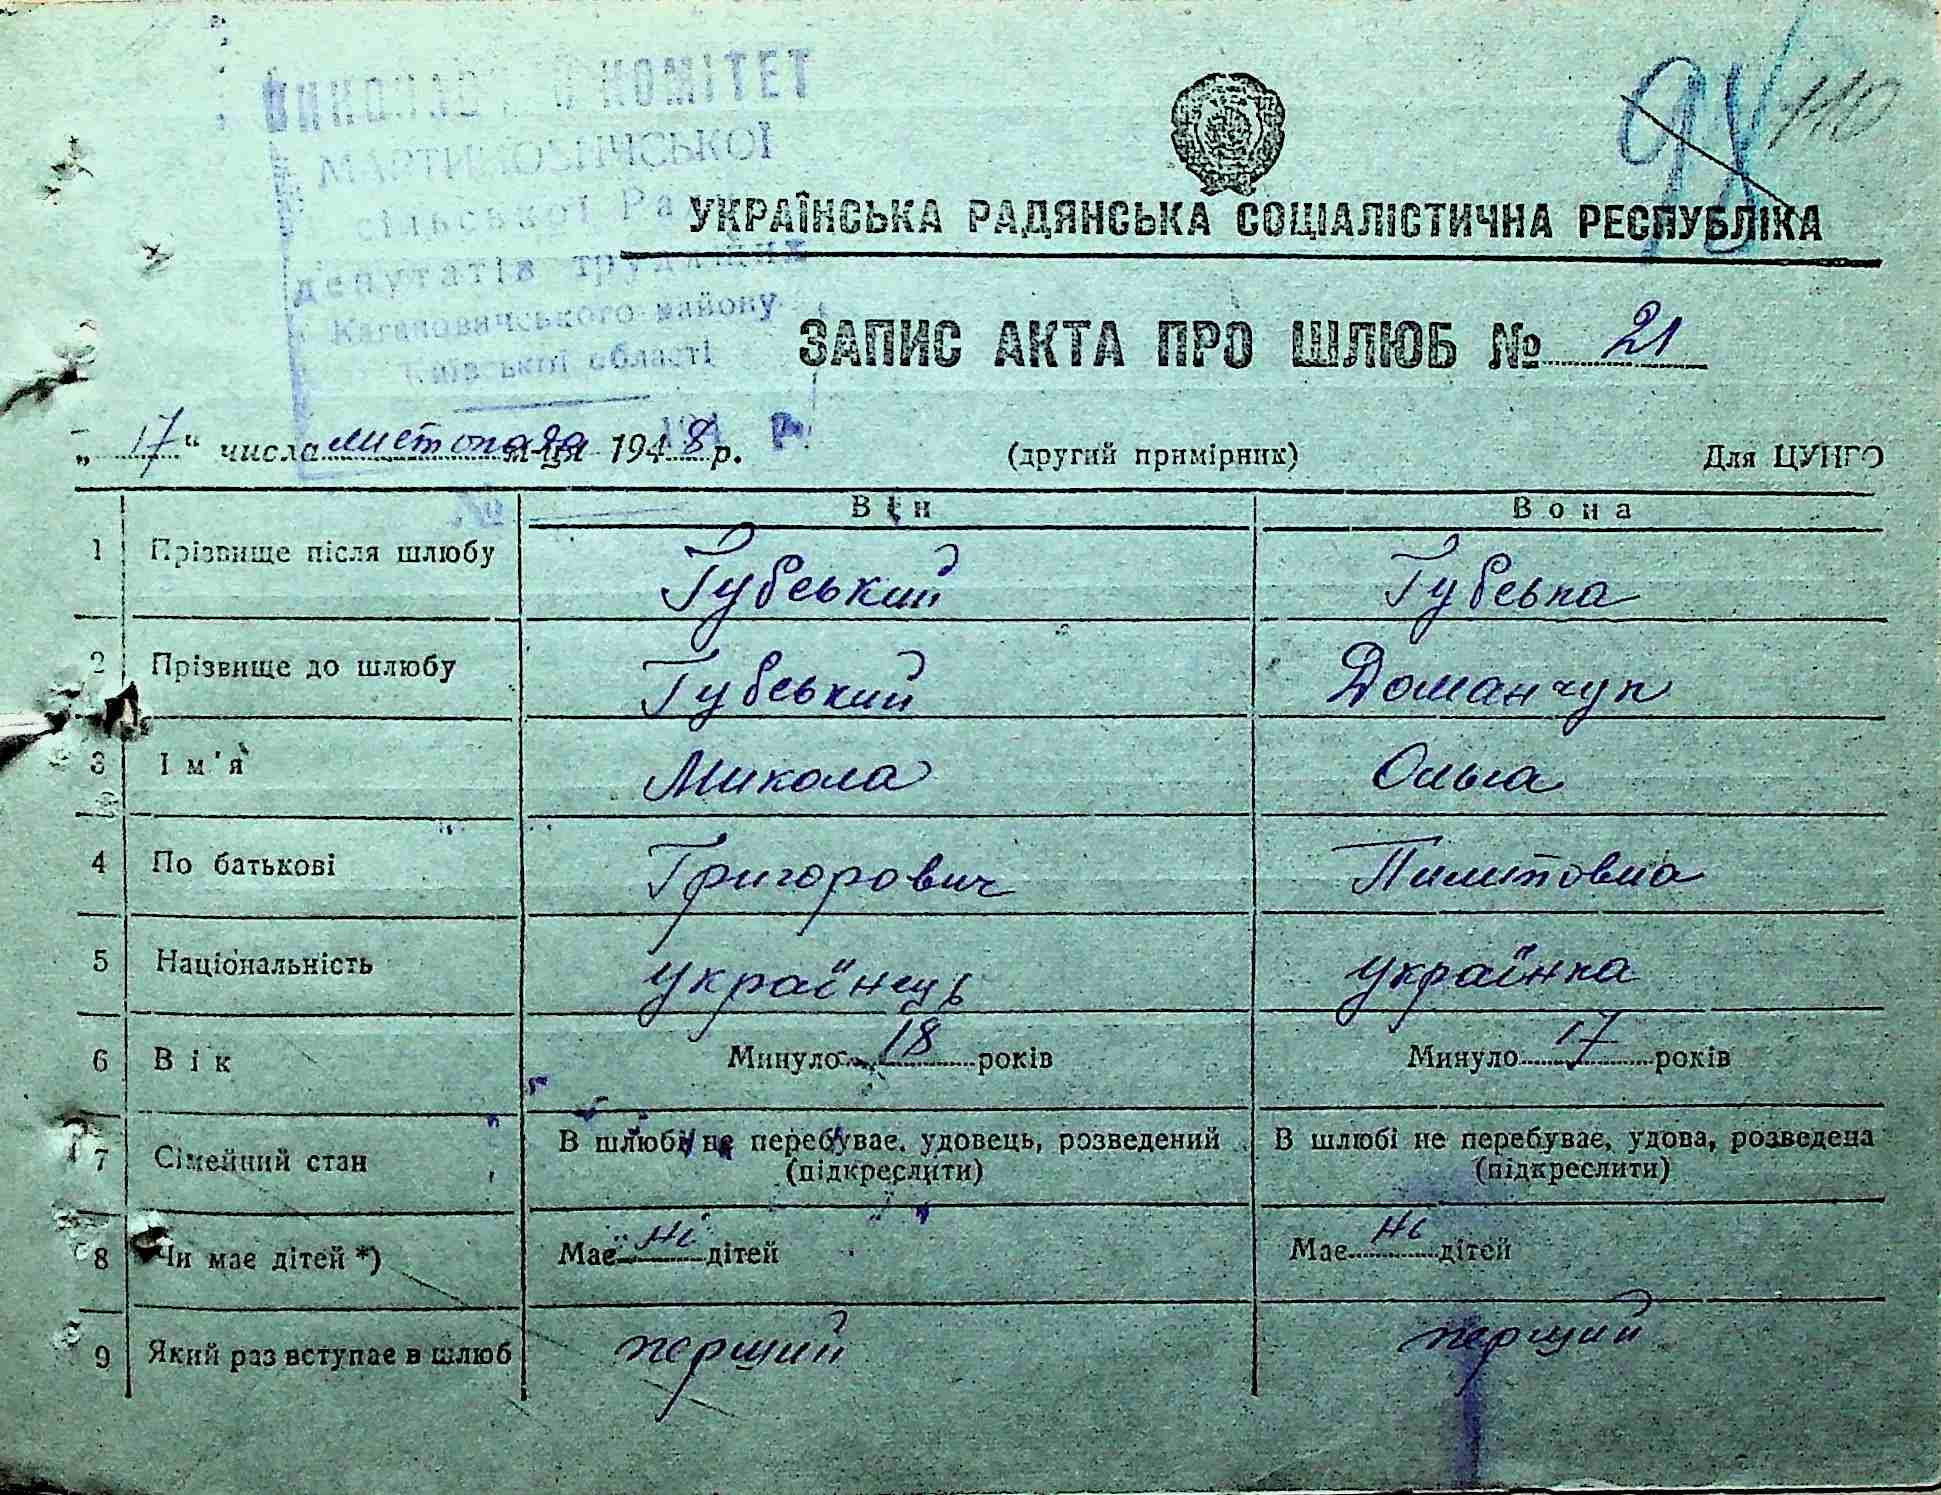 КОМІТЕТ
МАРТИНОВИЧСЬКОЇ
сільської Ради
депутатів трудящих
Кагановичського району
Київської області
98 110
УКРАЇНСЬКА РАДЯНСЬКА СОЦІАЛІСТИЧНА РЕСПУБЛІКА
ЗАПИС АКТА ПРО ШЛЮБ № 21
„17“ числа листопада м-ця 1948 р. (другий примірник) Для ЦУНГО
№
Він Вона
1 Прізвище після шлюбу Губський Губська
2 Прізвище до шлюбу Губський Доманчук
3 Ім'я Микола Ольга
4 По батькові Григорович Пилиповна
5 Національність українець українка
6 Вік Минуло 18 років Минуло 17 років
7 Сімейний стан В шлюбі не перебуває, удовець, розведений В шлюбі не перебуває, удова, розведена
(підкреслити) (підкреслити)
8 Чи має дітей *) Має ні дітей Має ні дітей
9 Який раз вступає в шлюб перший перший